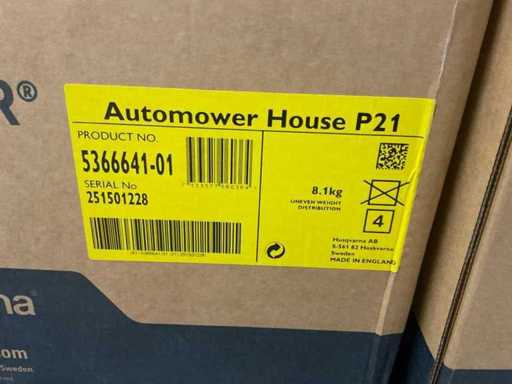 R®
Automower House P21
PRODUCT NO.
5366641-01
SERIAL No
251501228
8.1kg
UNEVEN WEIGHT
DISTRIBUTION
4
Husqvarna AB
S-561 82 Huskvarna
Sweden
MADE IN ENGLAND
na
.com
Sweden